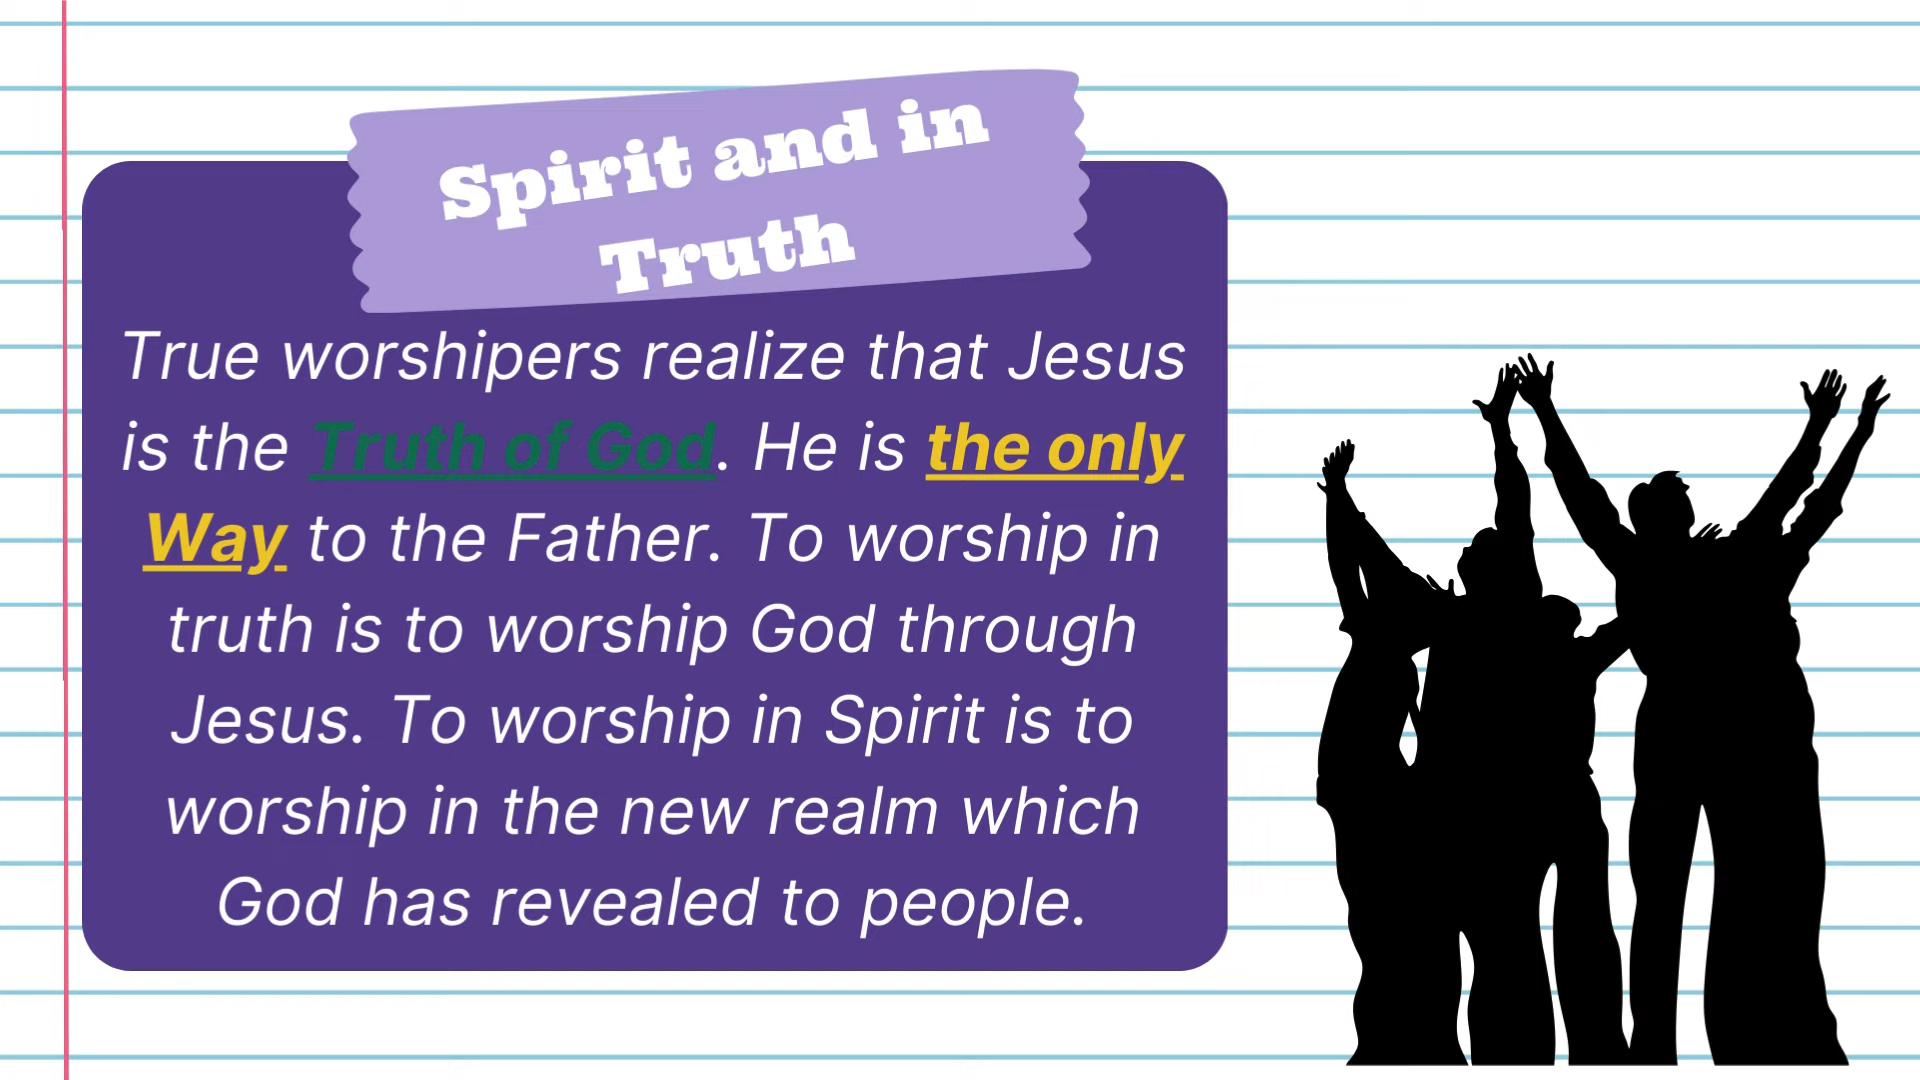 Spirit and in
Truth
True worshipers realize that Jesus
is the Truth of God. He is the only
Way to the Father. To worship in
truth is to worship God through
Jesus. To worship in Spirit is to
worship in the new realm which
God has revealed to people.